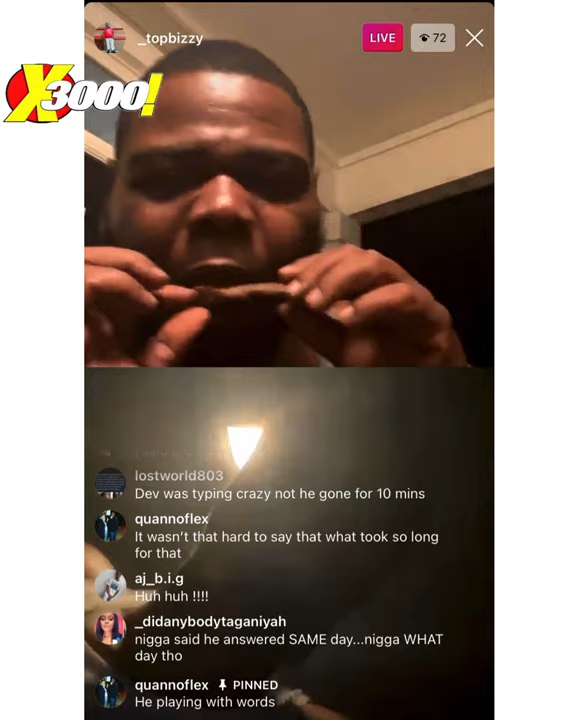 _topbizzy
LIVE
72
X3000!
lostworld803
Dev was typing crazy not he gone for 10 mins
quannoflex
It wasn't that hard to say that what took so long
for that
aj_b.i.g
Huh huh !!!!
_didanybodytaganiyah
nigga said he answered SAME day...nigga WHAT
day tho
quannoflex PINNED
He playing with words